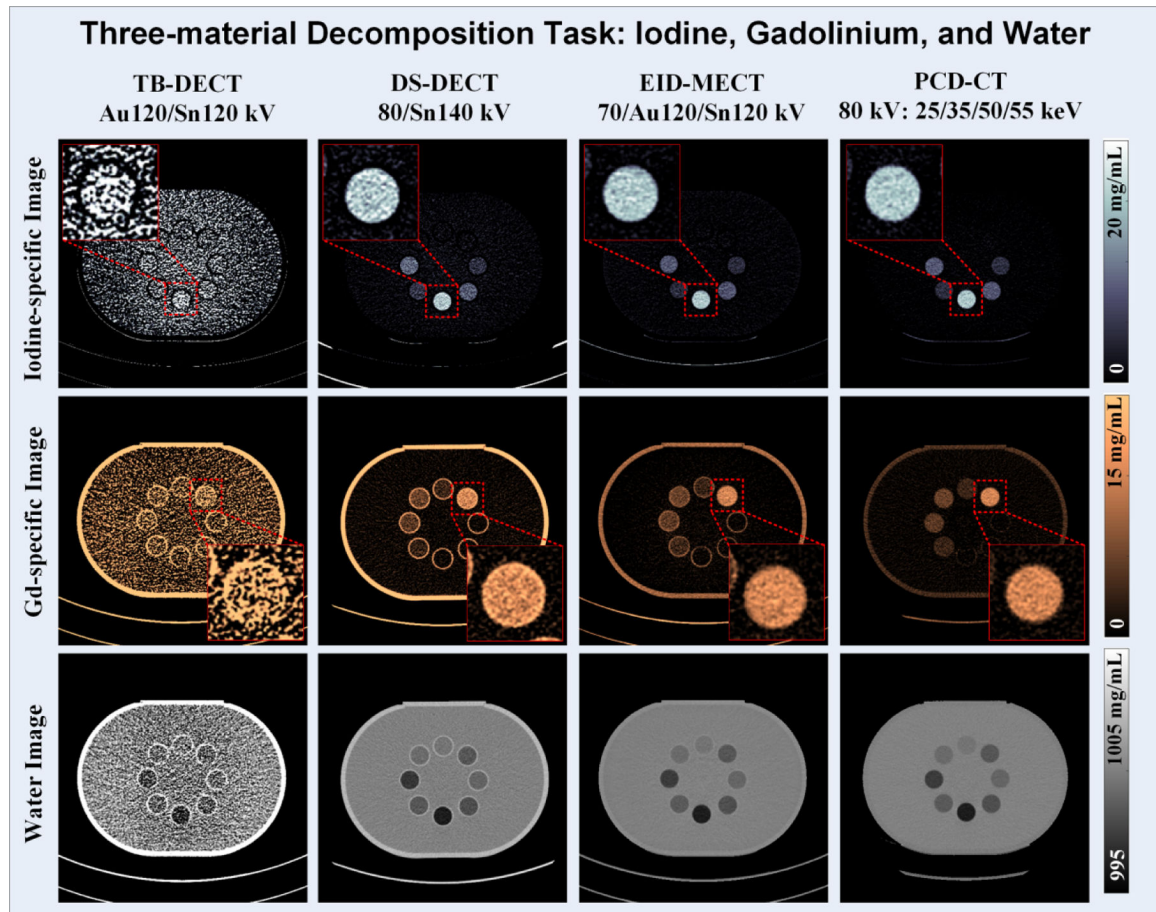 Three-material Decomposition Task: Iodine, Gadolinium, and Water
TB-DECT
Au120/Sn120 kV
DS-DECT
80/Sn140 kV
EID-MECT
70/Au120/Sn120 kV
PCD-CT
80 kV: 25/35/50/55 keV
Iodine-specific Image
20 mg/mL
0
Gd-specific Image
15 mg/mL
0
Water Image
1005 mg/mL
995